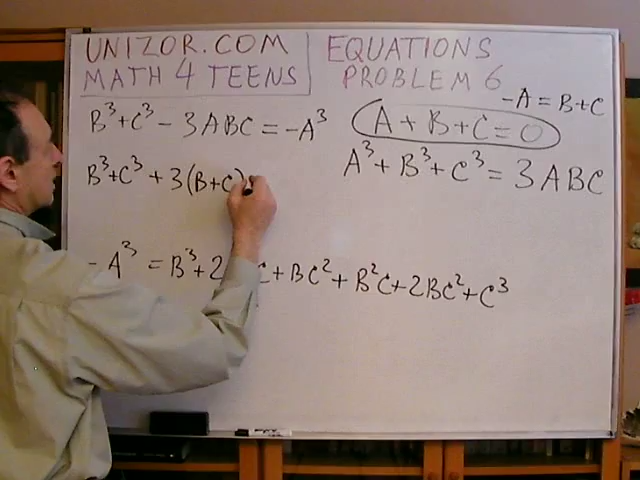 UNIZOR.COM
MATH 4 TEENS
EQUATIONS
PROBLEM 6
-A = B+C
B³+C³ - 3ABC = -A³
A + B + C = 0
B³+C³ + 3(B+C)
A³ + B³ + C³ = 3ABC
-A³ = B³+2 C + BC² + B²C + 2BC² + C³